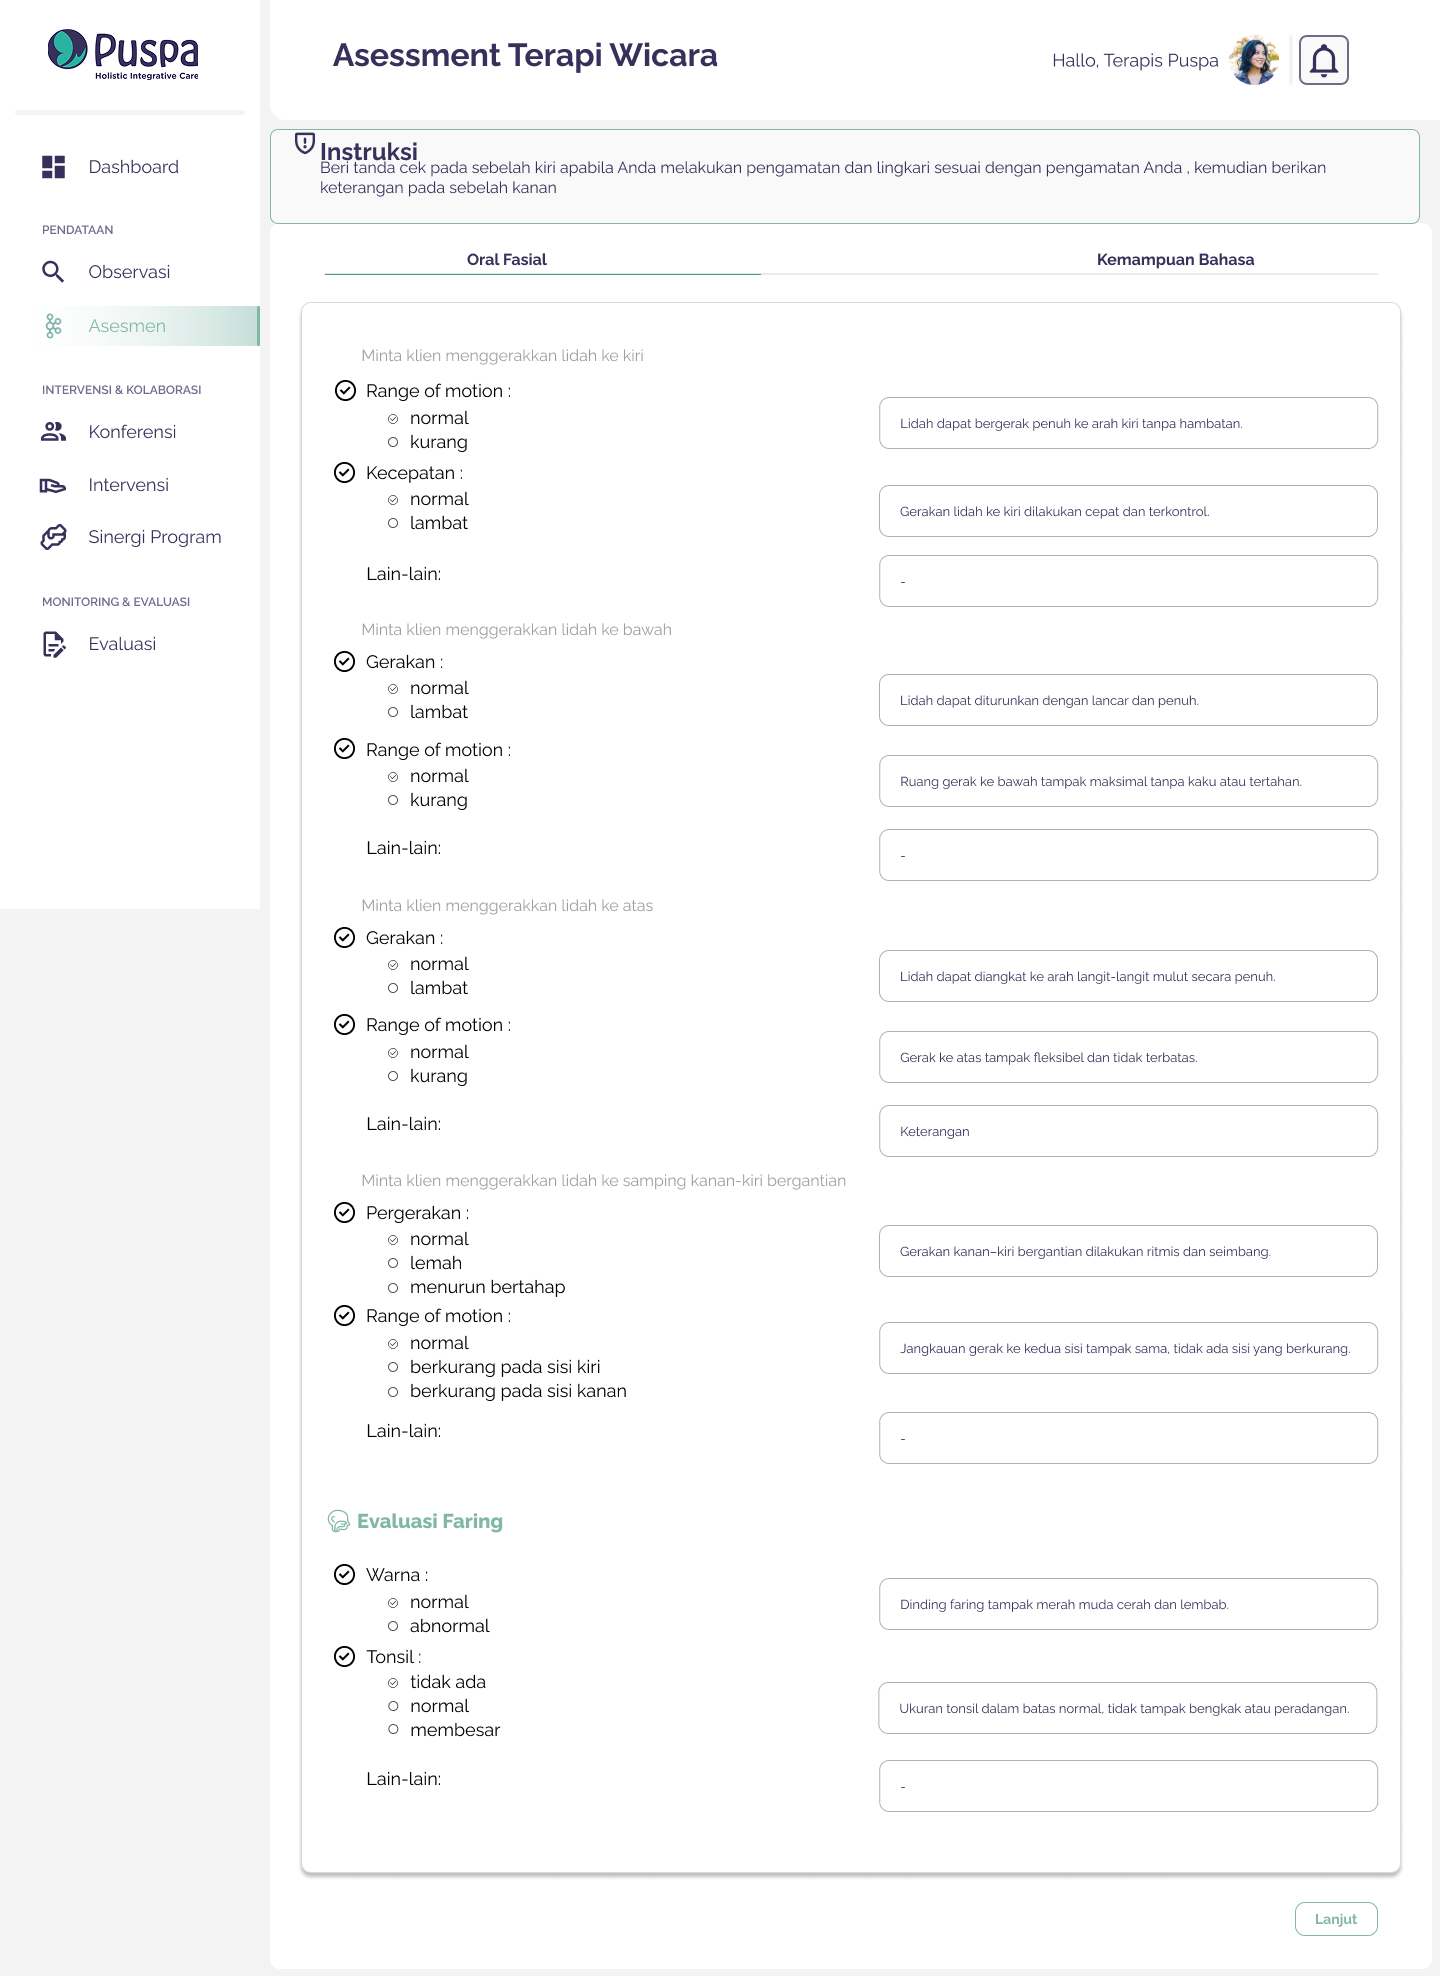 Puspa
Holistic Integrative Care
Dashboard
PENDATAAN
Observasi
Asesmen
INTERVENSI & KOLABORASI
Konferensi
Intervensi
Sinergi Program
MONITORING & EVALUASI
Evaluasi
Asessment Terapi Wicara
Hallo, Terapis Puspa
Instruksi
Beri tanda cek pada sebelah kiri apabila Anda melakukan pengamatan dan lingkari sesuai dengan pengamatan Anda , kemudian berikan
keterangan pada sebelah kanan
Oral Fasial
Kemampuan Bahasa
Minta klien menggerakkan lidah ke kiri
Range of motion :
normal
kurang
Lidah dapat bergerak penuh ke arah kiri tanpa hambatan.
Kecepatan :
normal
lambat
Gerakan lidah ke kiri dilakukan cepat dan terkontrol.
Lain-lain:
-
Minta klien menggerakkan lidah ke bawah
Gerakan :
normal
lambat
Lidah dapat diturunkan dengan lancar dan penuh.
Range of motion :
normal
kurang
Ruang gerak ke bawah tampak maksimal tanpa kaku atau tertahan.
Lain-lain:
-
Minta klien menggerakkan lidah ke atas
Gerakan :
normal
lambat
Lidah dapat diangkat ke arah langit-langit mulut secara penuh.
Range of motion :
normal
kurang
Gerak ke atas tampak fleksibel dan tidak terbatas.
Lain-lain:
Keterangan
Minta klien menggerakkan lidah ke samping kanan-kiri bergantian
Pergerakan :
normal
lemah
menurun bertahap
Gerakan kanan–kiri bergantian dilakukan ritmis dan seimbang.
Range of motion :
normal
berkurang pada sisi kiri
berkurang pada sisi kanan
Jangkauan gerak ke kedua sisi tampak sama, tidak ada sisi yang berkurang.
Lain-lain:
-
Evaluasi Faring
Warna :
normal
abnormal
Dinding faring tampak merah muda cerah dan lembab.
Tonsil :
tidak ada
normal
membesar
Ukuran tonsil dalam batas normal, tidak tampak bengkak atau peradangan.
Lain-lain:
-
Lanjut